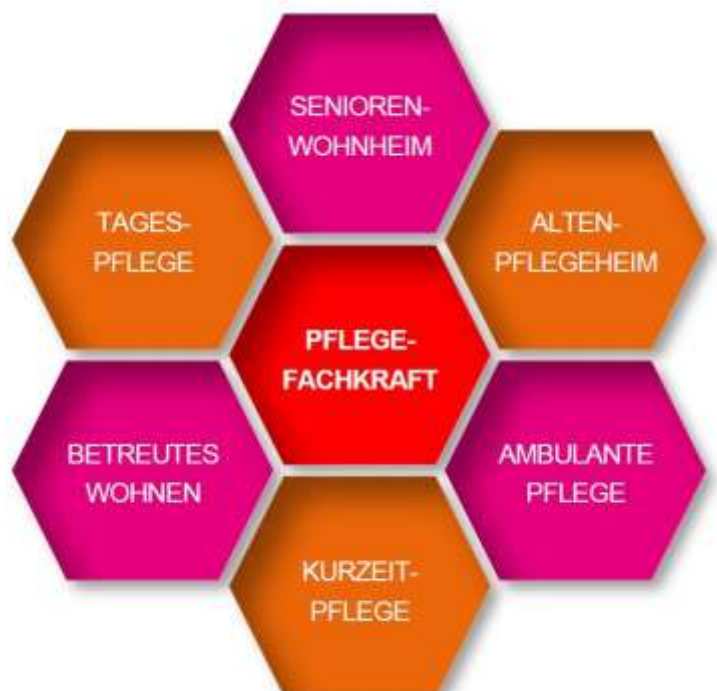 SENIOREN-
WOHNHEIM
TAGES-
PFLEGE
ALTEN-
PFLEGEHEIM
PFLEGE-
FACHKRAFT
BETREUTES
WOHNEN
AMBULANTE
PFLEGE
KURZEIT-
PFLEGE